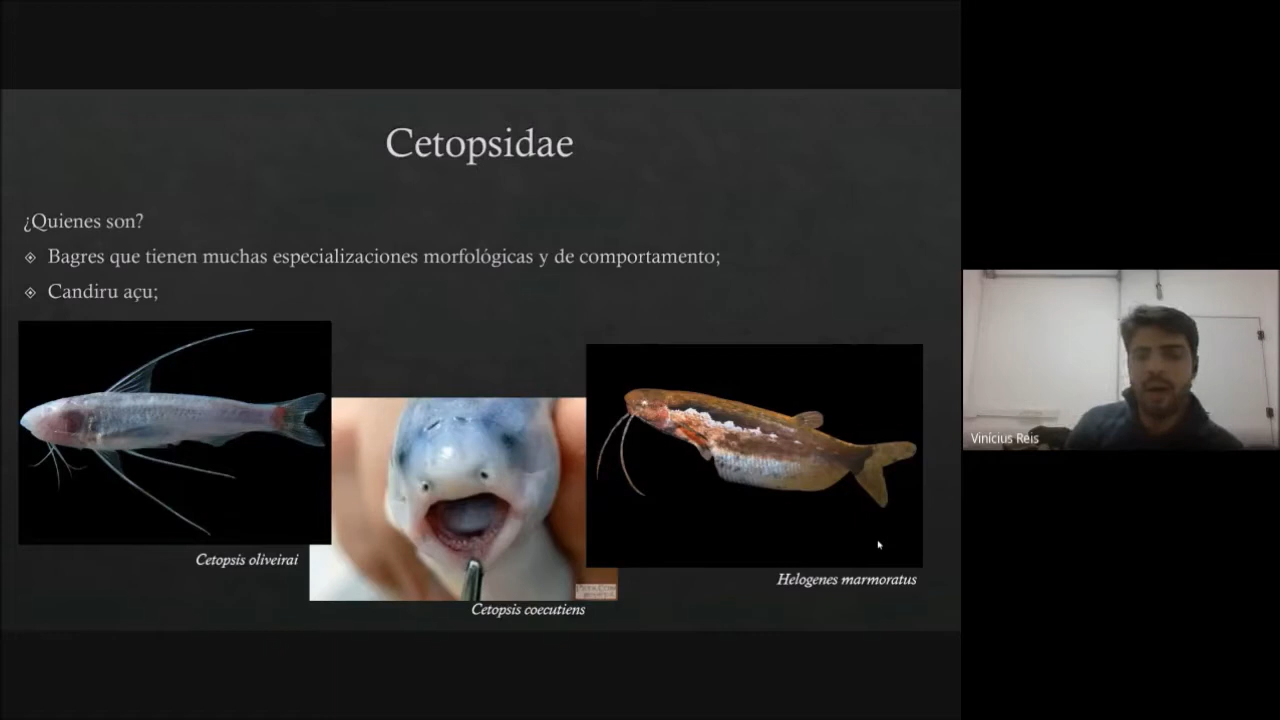 Cetopsidae
¿Quienes son?
Bagres que tienen muchas especializaciones morfológicas y de comportamento;
Candiru açu;
Cetopsis oliveirai
Cetopsis coecutiens
Helogenes marmoratus
Vinícius Reis